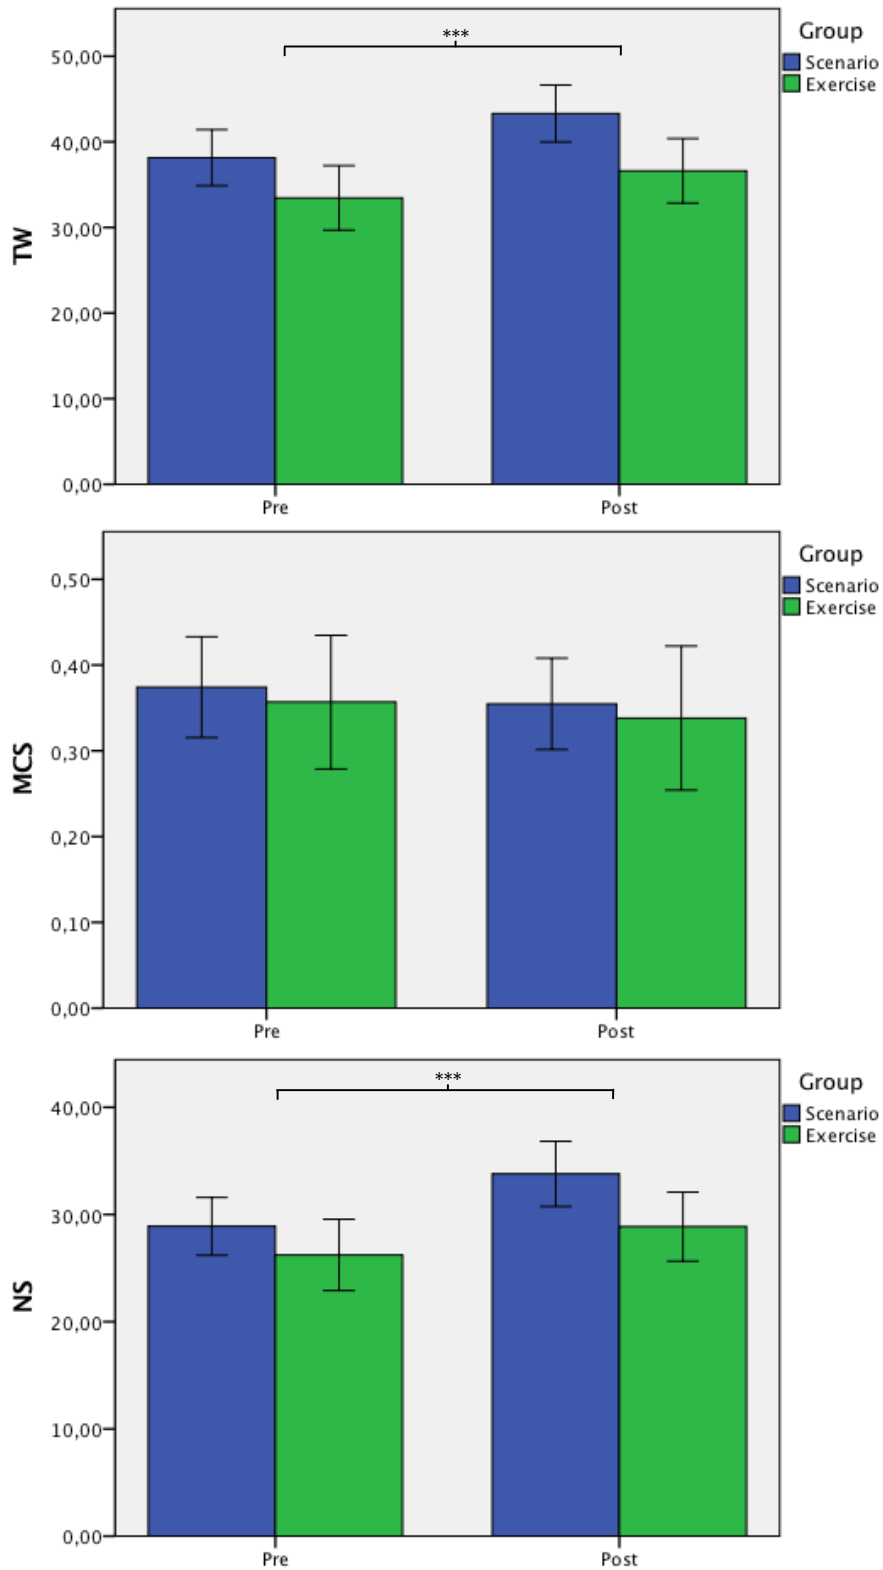 ***
Group
Scenario
Exercise
50,00
40,00
30,00
20,00
10,00
0,00
TW
Pre Post
Group
Scenario
Exercise
0,50
0,40
0,30
0,20
0,10
0,00
MCS
Pre Post
***
Group
Scenario
Exercise
40,00
30,00
20,00
10,00
0,00
NS
Pre Post